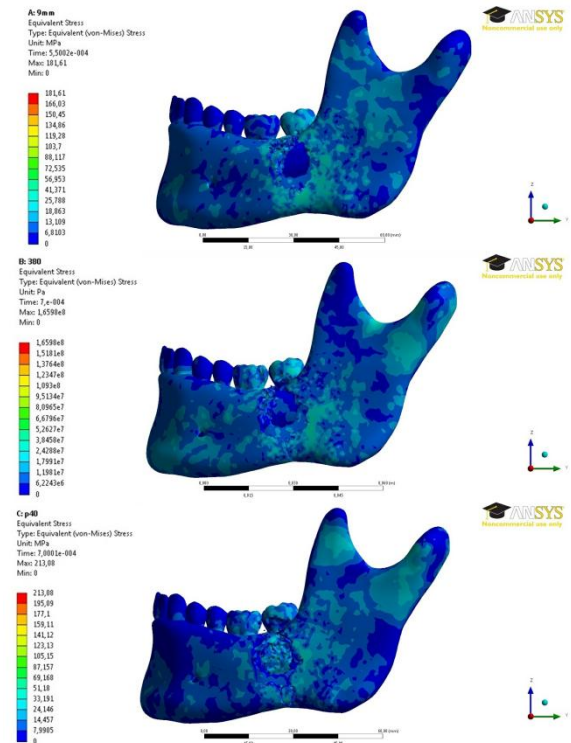 A: 9mm
Equivalent Stress
Type: Equivalent (von-Mises) Stress
Unit: MPa
Time: 5,5002e-004
Max: 181,61
Min: 0
181,61
166,03
150,45
134,86
119,28
103,7
88,117
72,535
56,953
41,371
25,788
18,863
13,109
6,8103
0
ANSYS
Noncommercial use only
Z
B: 380
Equivalent Stress
Type: Equivalent (von-Mises) Stress
Unit: Pa
Time: 7,e-004
Max: 1,6598e8
Min: 0
1,6598e8
1,5181e8
1,3764e8
1,2347e8
1,093e8
9,5134e7
8,0965e7
6,6796e7
5,2627e7
3,8458e7
2,4288e7
1,7991e7
1,1981e7
6,2243e6
0
ANSYS
Noncommercial use only
Z
C: p40
Equivalent Stress
Type: Equivalent (von-Mises) Stress
Unit: MPa
Time: 7,0001e-004
Max: 213,08
Min: 0
213,08
195,09
177,1
159,11
141,12
123,13
105,15
87,157
69,168
51,18
33,191
24,146
14,457
7,9985
0
ANSYS
Noncommercial use only
Z